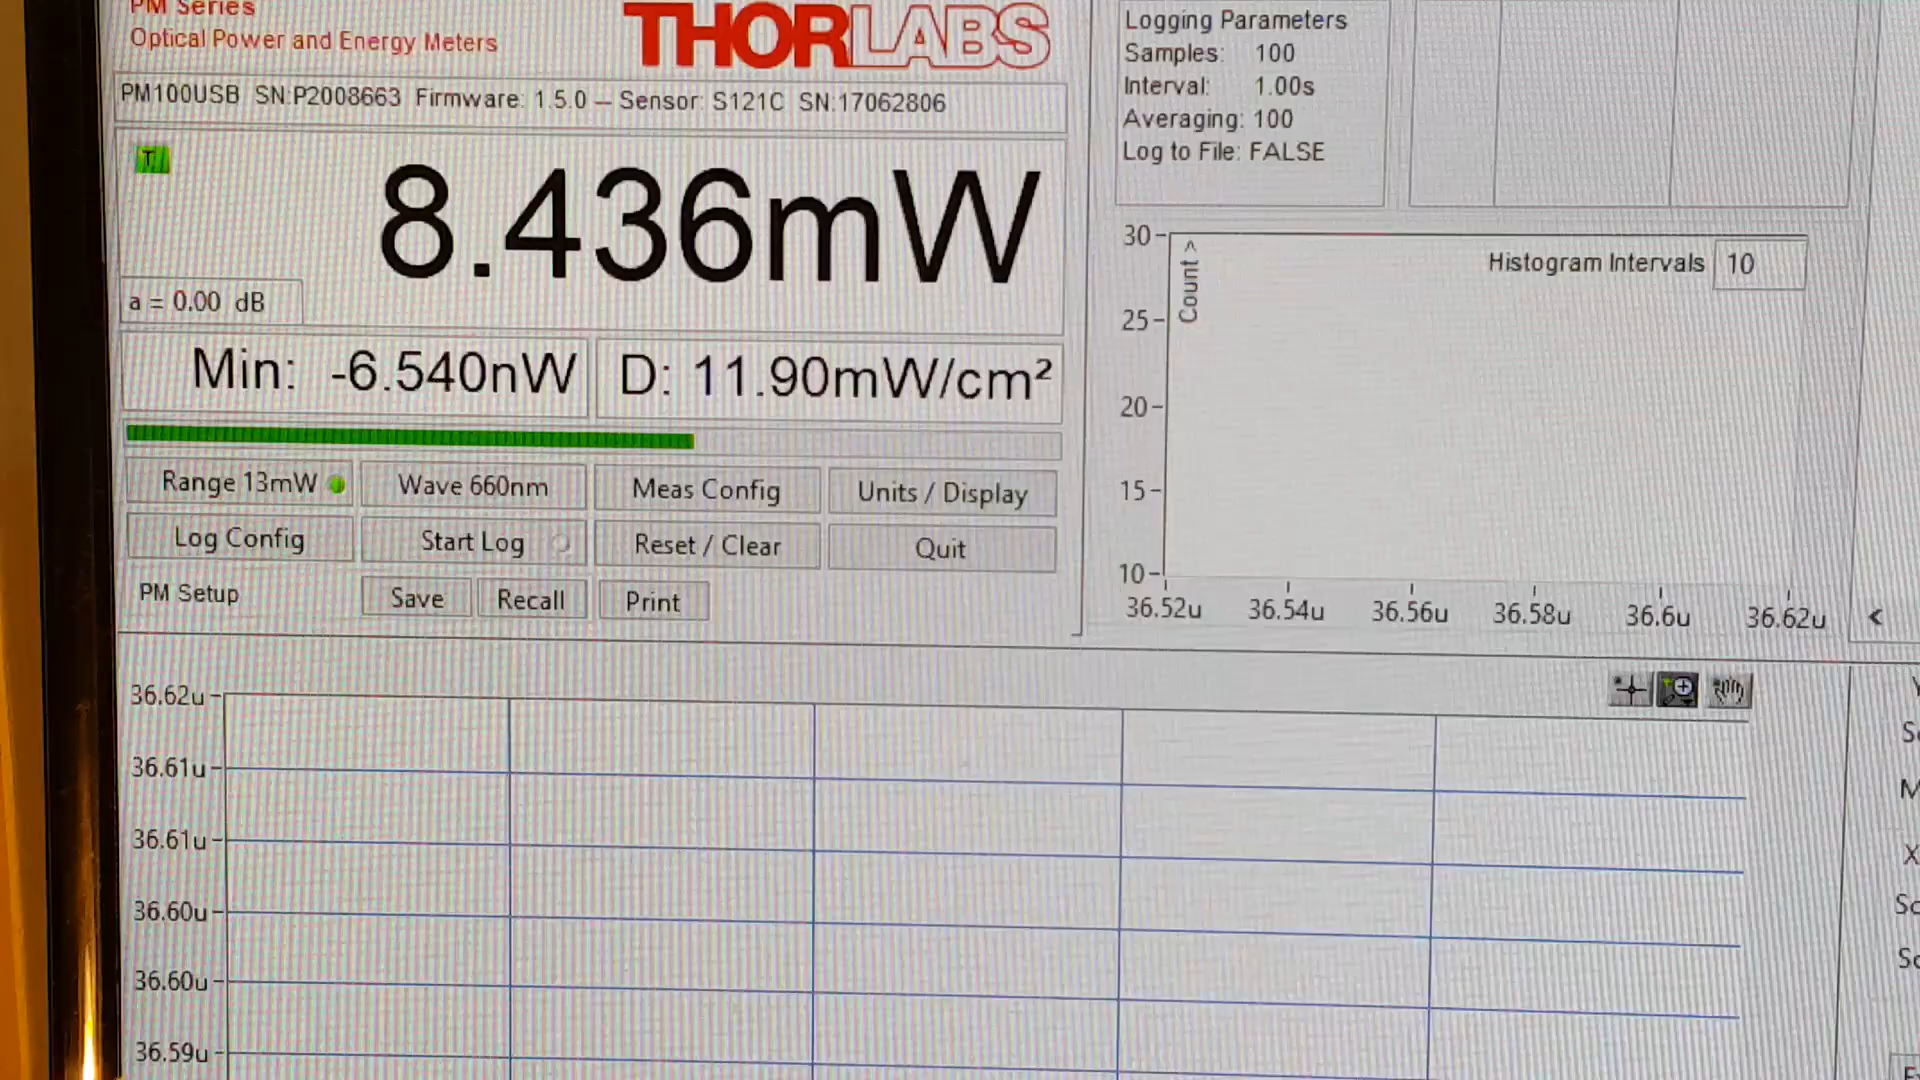 PM Series
Optical Power and Energy Meters
THORLABS
PM100USB SN:P2008663 Firmware: 1.5.0 – Sensor: S121C SN:17062806
T
8.436mW
a = 0.00 dB
Min: -6.540nW
D: 11.90mW/cm²
Range 13mW
Wave 660nm
Meas Config
Units / Display
Log Config
Start Log
Reset / Clear
Quit
PM Setup
Save
Recall
Print
Logging Parameters
Samples: 100
Interval: 1.00s
Averaging: 100
Log to File: FALSE
Histogram Intervals 10
Count >
30
25
20
15
10
36.52u 36.54u 36.56u 36.58u 36.6u 36.62u
<
36.62u
36.61u
36.61u
36.60u
36.60u
36.59u
X